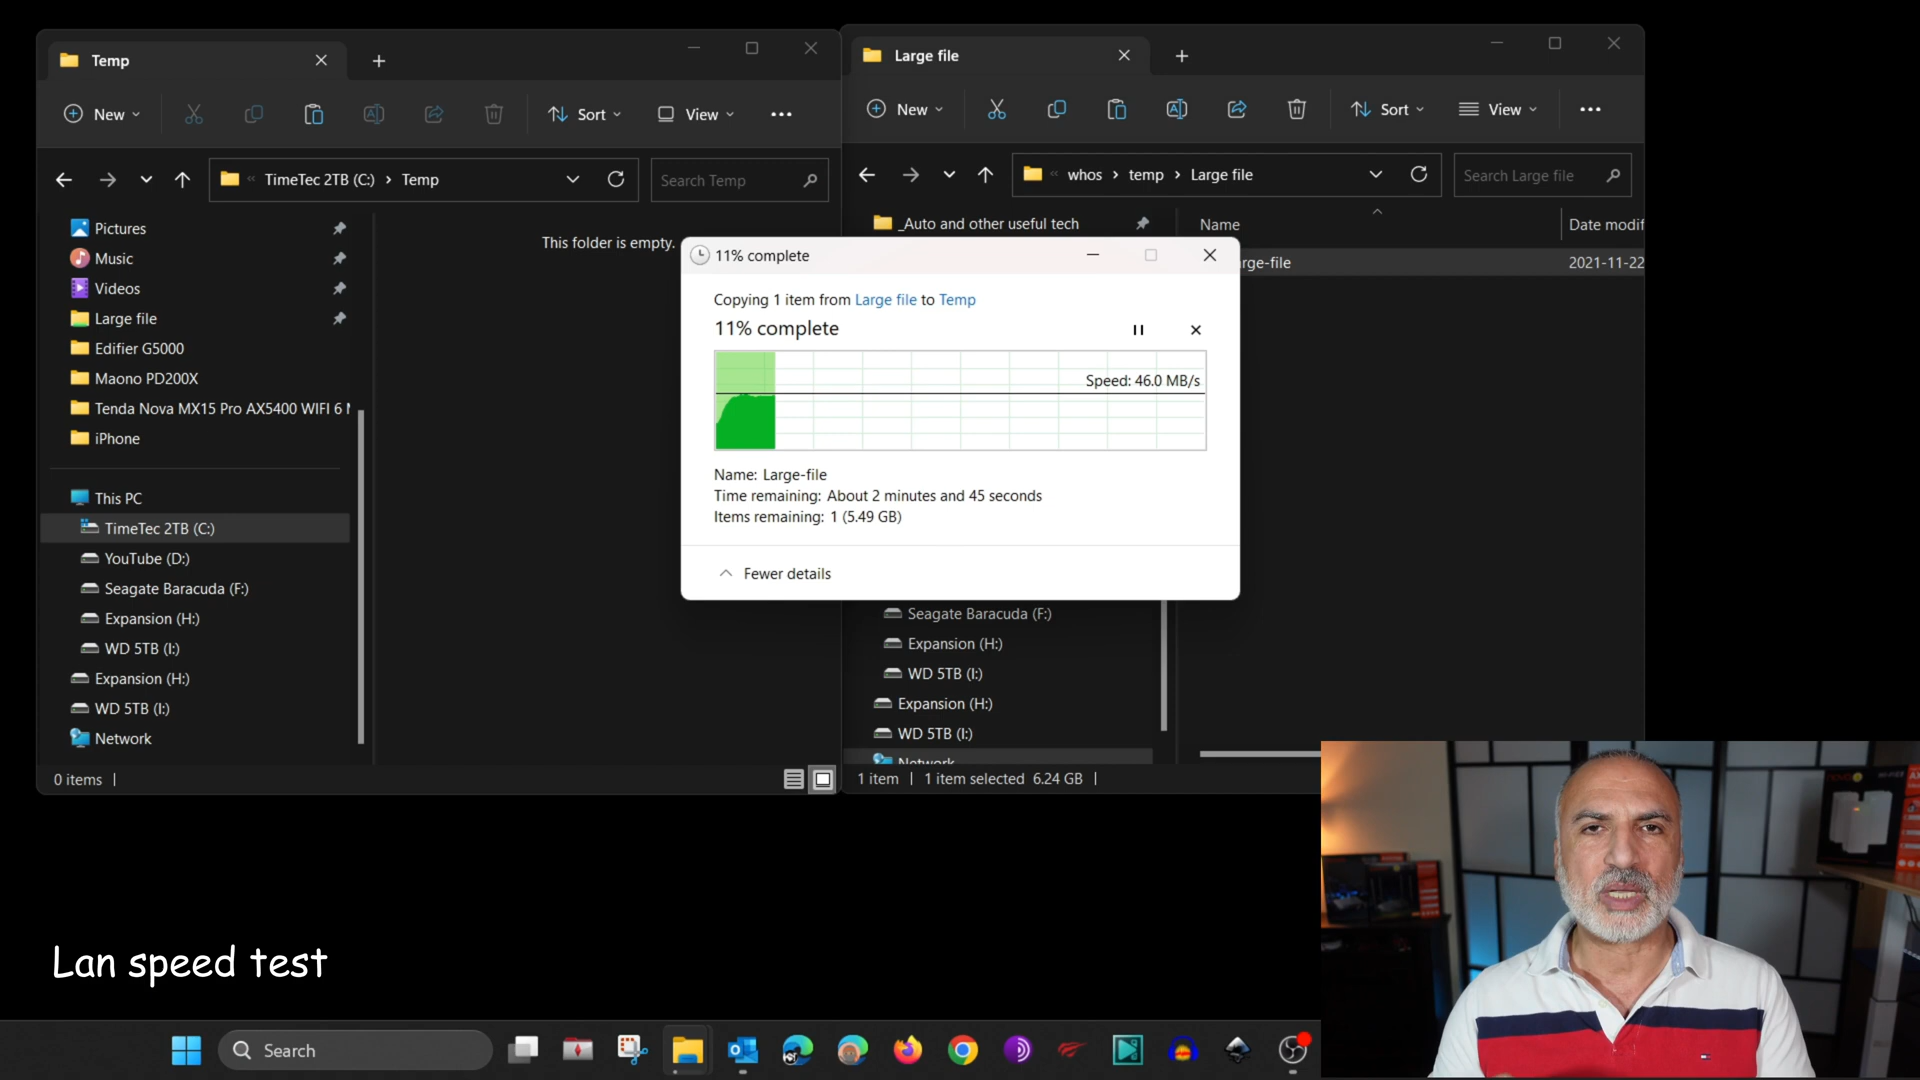 Temp
New
Sort
View
TimeTec 2TB (C:)
Temp
Search Temp
Pictures
Music
Videos
Large file
Edifier G5000
Maono PD200X
Tenda Nova MX15 Pro AX5400 WIFI 6
iPhone
This PC
TimeTec 2TB (C:)
YouTube (D:)
Seagate Baracuda (F:)
Expansion (H:)
WD 5TB (I:)
Expansion (H:)
WD 5TB (I:)
Network
This folder is empty.
0 items
Large file
New
Sort
View
whos
temp
Large file
Search Large file
_Auto and other useful tech
Name
Date modif
rge-file
2021-11-22
Seagate Baracuda (F:)
Expansion (H:)
WD 5TB (I:)
Expansion (H:)
WD 5TB (I:)
Network
1 item
1 item selected 6.24 GB
11% complete
Copying 1 item from Large file to Temp
11% complete
Speed: 46.0 MB/s
Name: Large-file
Time remaining: About 2 minutes and 45 seconds
Items remaining: 1 (5.49 GB)
Fewer details
Lan speed test
Search